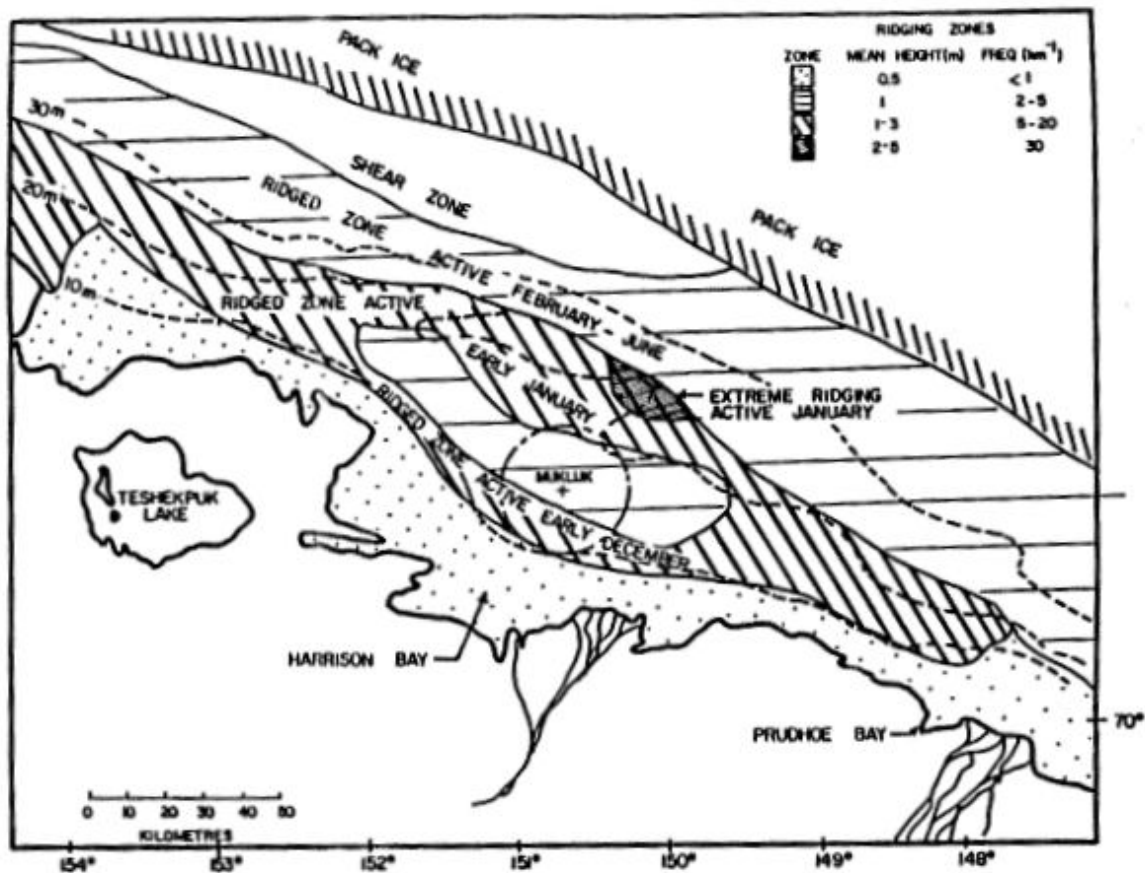 RIDGING ZONES
ZONE MEAN HEIGHT(m) FREQ (km⁻¹)
0.5 <1
1 2-5
1-3 5-20
2-5 30
PACK ICE
SHEAR ZONE
PACK ICE
30m
RIDGED ZONE ACTIVE FEBRUARY JUNE
20m
10m
RIDGED ZONE ACTIVE
EARLY JANUARY
EXTREME RIDGING
ACTIVE JANUARY
RIDGED ZONE ACTIVE EARLY DECEMBER
MUKLUK
TESHEKPUK
LAKE
HARRISON BAY
PRUDHOE BAY
70°
0 10 20 30 40 50
KILOMETRES
154° 153° 152° 151° 150° 149° 148°